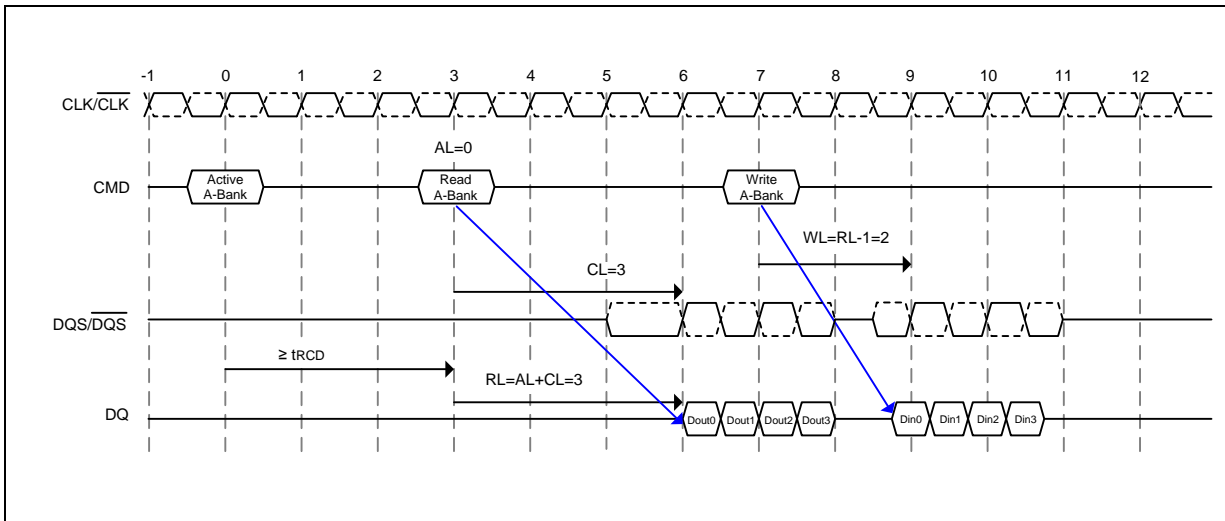 -1 0 1 2 3 4 5 6 7 8 9 10 11 12
CLK/CLK
AL=0
CMD
Active
A-Bank
Read
A-Bank
Write
A-Bank
WL=RL-1=2
CL=3
DQS/DQS
≥ tRCD
RL=AL+CL=3
DQ
Dout0 Dout1 Dout2 Dout3 Din0 Din1 Din2 Din3